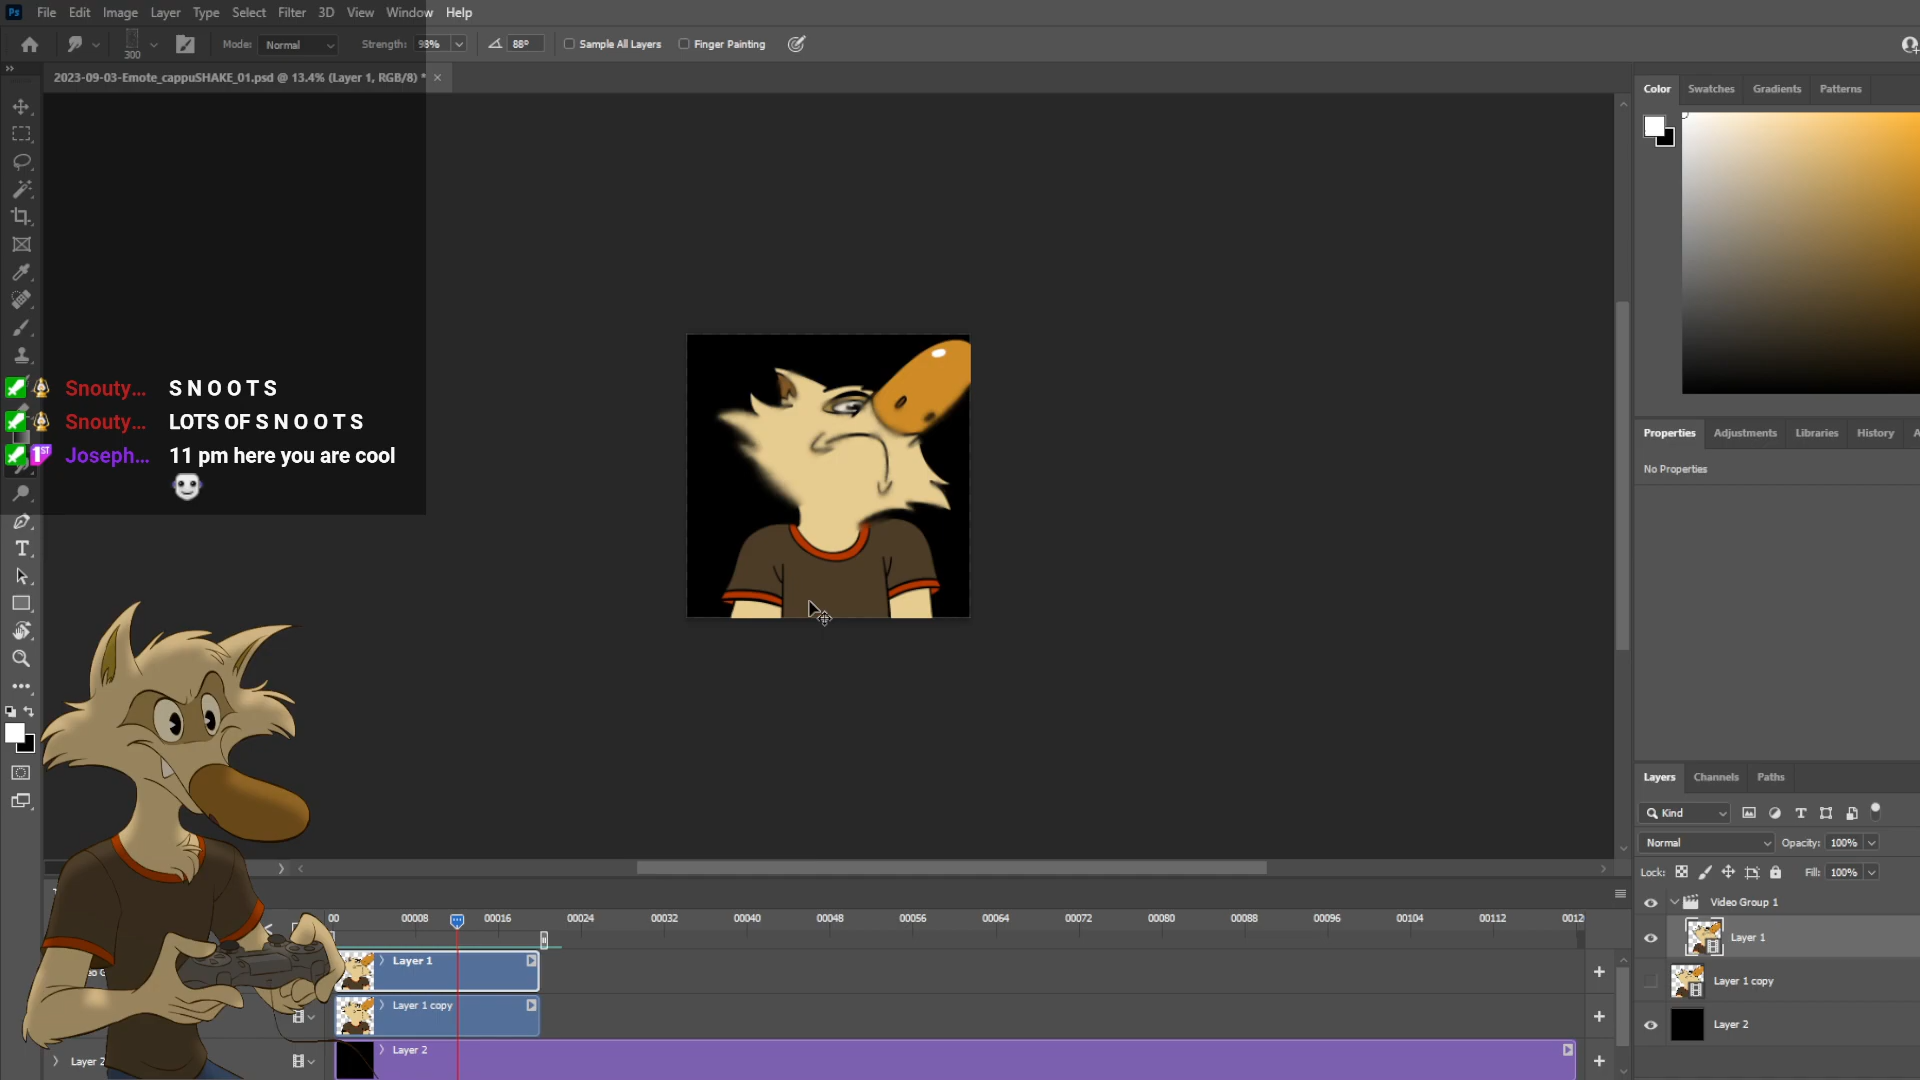 Ps File Edit Image Layer Type Select Filter 3D View Window Help
300 Mode: Normal Strength: 98% 88° Sample All Layers Finger Painting
2023-09-03-Emote_cappuSHAKE_01.psd @ 13.4% (Layer 1, RGB/8) *
Color Swatches Gradients Patterns
Snouty... S N O O T S
Snouty... LOTS OF S N O O T S
1ST Joseph... 11 pm here you are cool
Properties Adjustments Libraries History A
No Properties
Layers Channels Paths
Kind
Normal Opacity: 100%
Lock: Fill: 100%
Video Group 1
Layer 1
Layer 1 copy
Layer 2
00 00008 00016 00024 00032 00040 00048 00056 00064 00072 00080 00088 00096 00104 00112 0012
Layer 1
Layer 1 copy
Layer 2 Layer 2